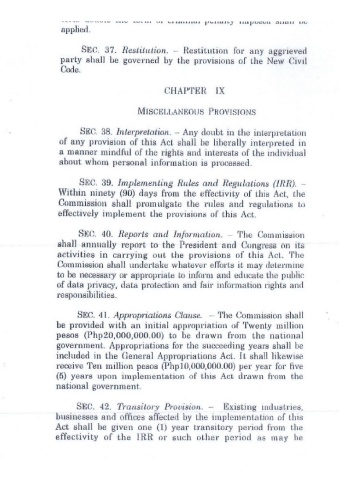 applied.
SEC. 37. Restitution. – Restitution for any aggrieved
party shall be governed by the provisions of the New Civil
Code.
CHAPTER IX
MISCELLANEOUS PROVISIONS
SEC. 38. Interpretation. – Any doubt in the interpretation
of any provision of this Act shall be liberally interpreted in
a manner mindful of the rights and interests of the individual
about whom personal information is processed.
SEC. 39. Implementing Rules and Regulations (IRR). –
Within ninety (90) days from the effectivity of this Act, the
Commission shall promulgate the rules and regulations to
effectively implement the provisions of this Act.
SEC. 40. Reports and Information. – The Commission
shall annually report to the President and Congress on its
activities in carrying out the provisions of this Act. The
Commission shall undertake whatever efforts it may determine
to be necessary or appropriate to inform and educate the public
of data privacy, data protection and fair information rights and
responsibilities.
SEC. 41. Appropriations Clause. – The Commission shall
be provided with an initial appropriation of Twenty million
pesos (Php20,000,000.00) to be drawn from the national
government. Appropriations for the succeeding years shall be
included in the General Appropriations Act. It shall likewise
receive Ten million pesos (Php10,000,000.00) per year for five
(5) years upon implementation of this Act drawn from the
national government.
SEC. 42. Transitory Provision. – Existing industries,
businesses and offices affected by the implementation of this
Act shall be given one (1) year transitory period from the
effectivity of the IRR or such other period as may be